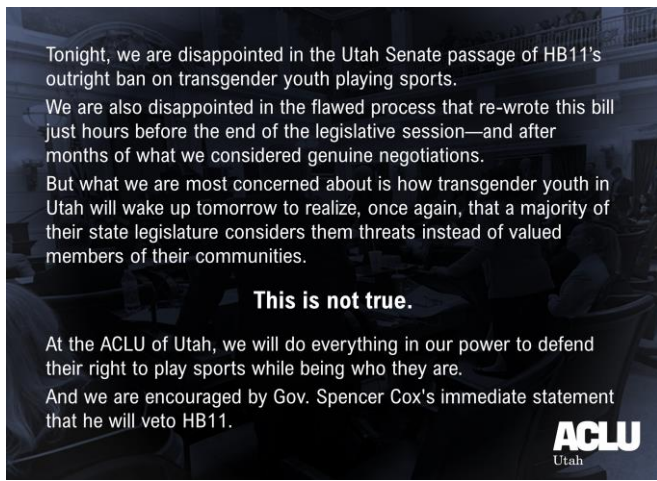 Tonight, we are disappointed in the Utah Senate passage of HB11's
outright ban on transgender youth playing sports.
We are also disappointed in the flawed process that re-wrote this bill
just hours before the end of the legislative session—and after
months of what we considered genuine negotiations.
But what we are most concerned about is how transgender youth in
Utah will wake up tomorrow to realize, once again, that a majority of
their state legislature considers them threats instead of valued
members of their communities.
This is not true.
At the ACLU of Utah, we will do everything in our power to defend
their right to play sports while being who they are.
And we are encouraged by Gov. Spencer Cox's immediate statement
that he will veto HB11.
ACLU
Utah